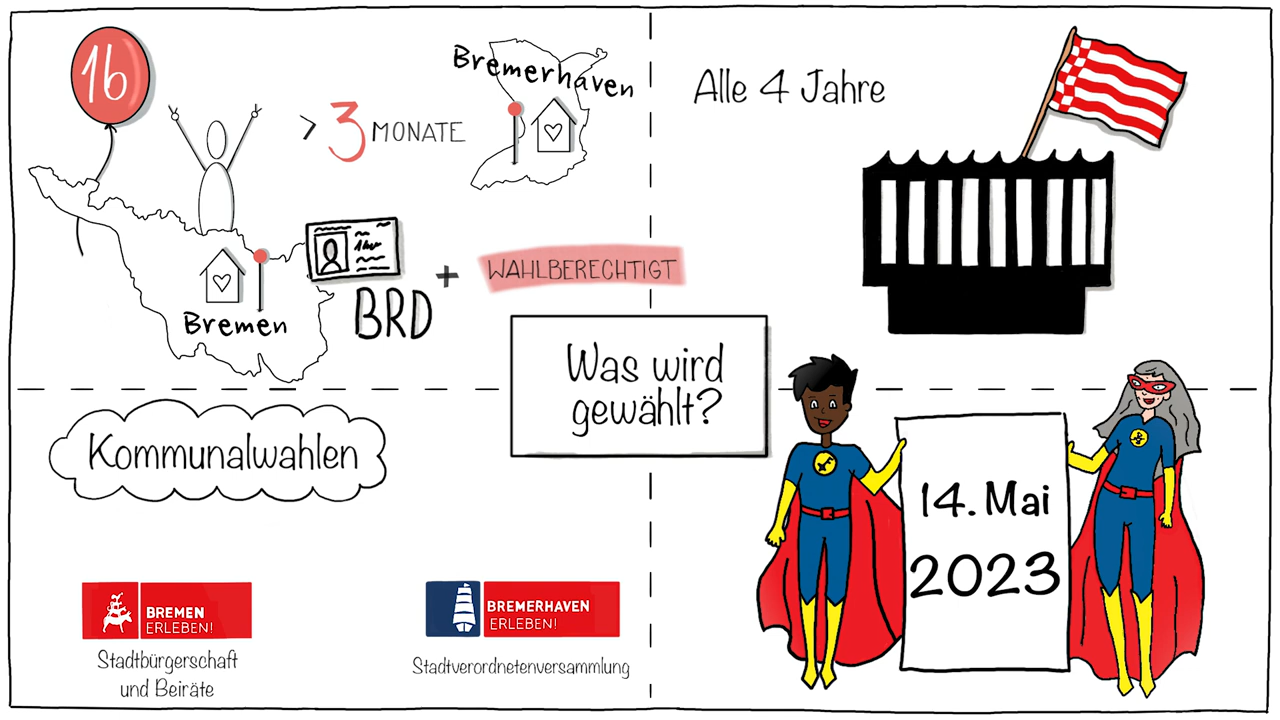 16
> 3 MONATE
Bremerhaven
Bremen
BRD
+
WAHLBERECHTIGT
Alle 4 Jahre
Was wird
gewählt?
Kommunalwahlen
BREMEN
ERLEBEN!
Stadtbürgerschaft
und Beiräte
BREMERHAVEN
ERLEBEN!
Stadtverordnetenversammlung
14. Mai
2023